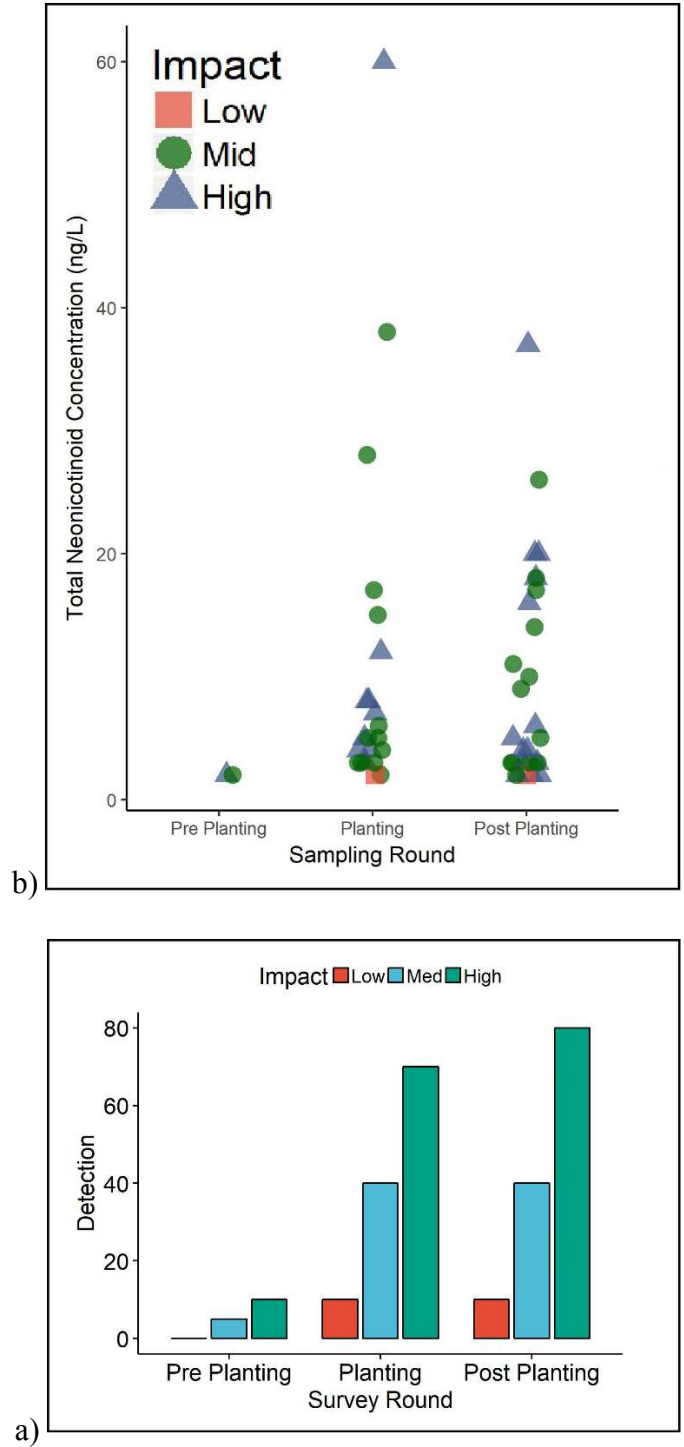 Impact
Low
Mid
High
60
40
20
0
Total Neonicotinoid Concentration (ng/L)
Pre Planting Planting Post Planting
Sampling Round
b)
Impact Low Med High
80
60
40
20
0
Detection
Pre Planting Planting Post Planting
Survey Round
a)